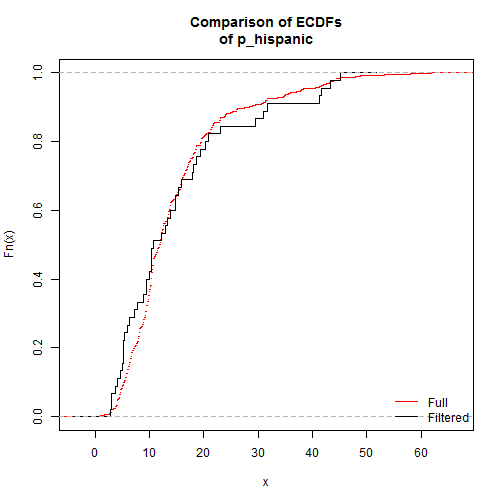 Comparison of ECDFs
of p_hispanic
Fn(x)
1.0
0.8
0.6
0.4
0.2
0.0
Full
Filtered
0 10 20 30 40 50 60
x